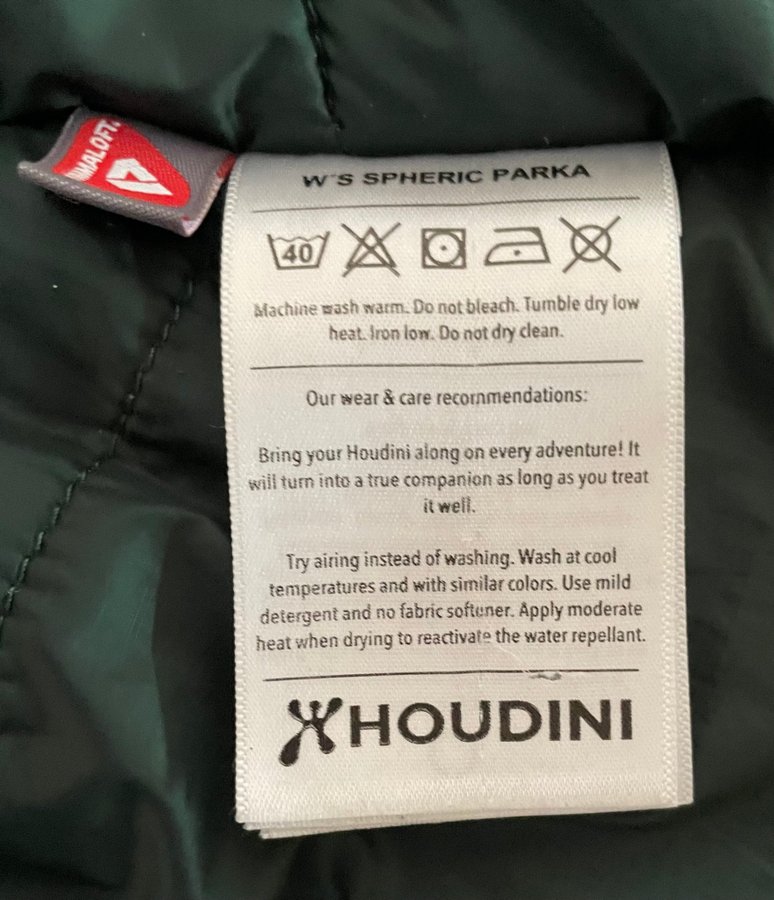 W'S SPHERIC PARKA
40
Machine wash warm. Do not bleach. Tumble dry low
heat. Iron low. Do not dry clean.
Our wear & care recommendations:
Bring your Houdini along on every adventure! It
will turn into a true companion as long as you treat
it well.
Try airing instead of washing. Wash at cool
temperatures and with similar colors. Use mild
detergent and no fabric softener. Apply moderate
heat when drying to reactivate the water repellant.
HOUDINI